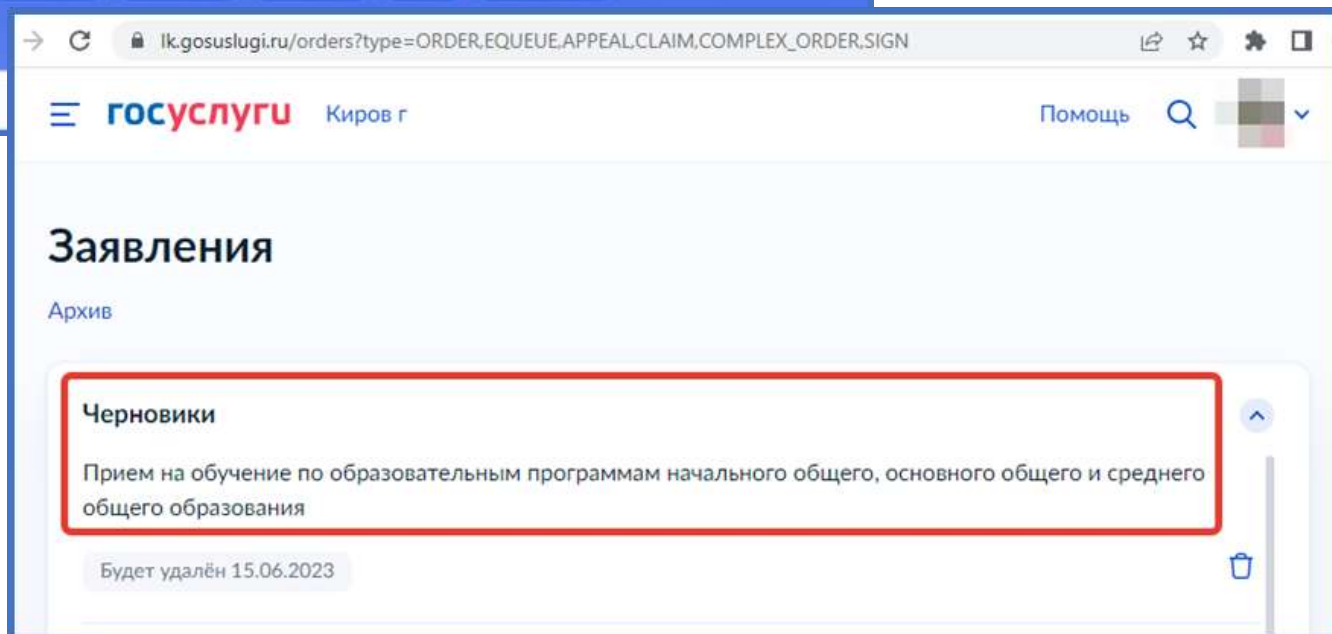 lk.gosuslugi.ru/orders?type=ORDER,EQUEUE,APPEAL,CLAIM,COMPLEX_ORDER,SIGN
госуслуги Киров г Помощь
Заявления
Архив
Черновики
Прием на обучение по образовательным программам начального общего, основного общего и среднего
общего образования
Будет удалён 15.06.2023